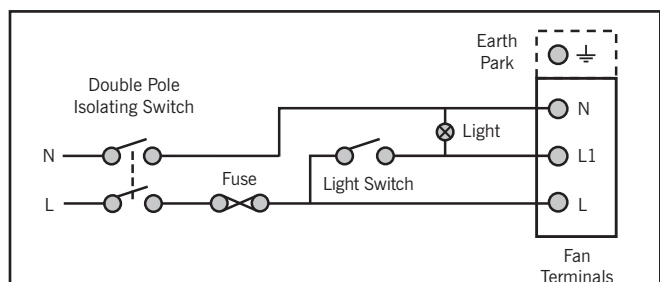 Earth
Park
Double Pole
Isolating Switch
N
Light
N
L1
Fuse
Light Switch
L
L
Fan
Terminals